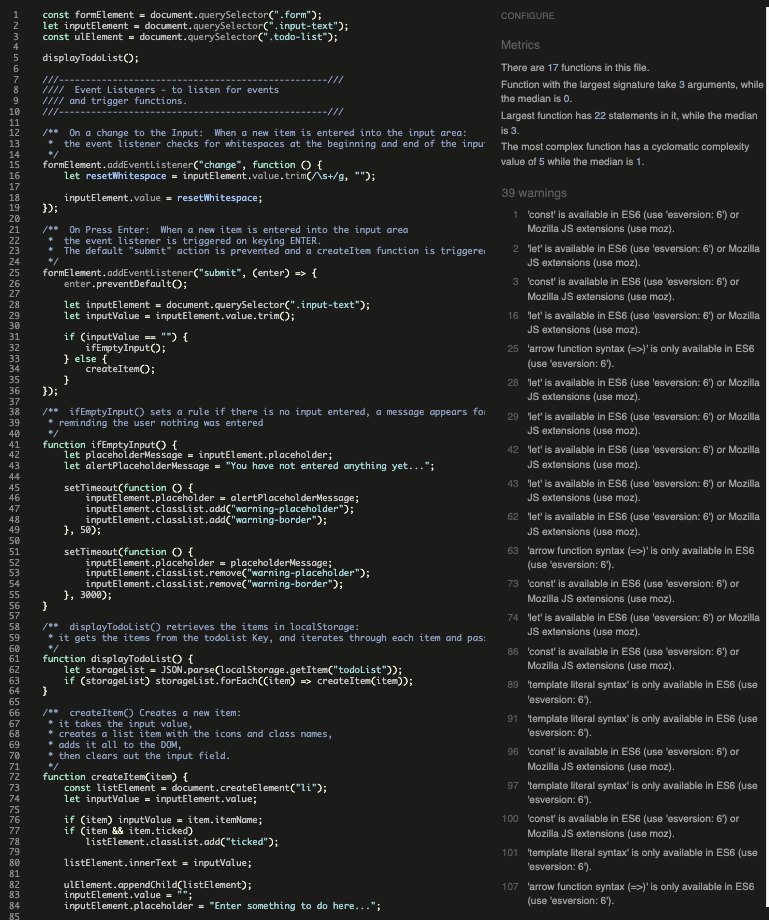 1 const formElement = document.querySelector(".form");
2 let inputElement = document.querySelector(".input-text");
3 const ulElement = document.querySelector(".todo-list");
4
5 displayTodoList();
6
7 ///-------------------------------------------------///
8 ////  Event Listeners - to listen for events
9 //// and trigger functions.
10 ///-------------------------------------------------///
11
12 /**  On a change to the Input:  When a new item is entered into the input area:
13  *  the event listener checks for whitespaces at the beginning and end of the input
14  */
15 formElement.addEventListener("change", function () {
16     let resetWhitespace = inputElement.value.trim(/\s+/g, "");
17
18     inputElement.value = resetWhitespace;
19 });
20
21 /**  On Press Enter:  When a new item is entered into the input area
22  *  the event listener is triggered on keying ENTER.
23  *  The default "submit" action is prevented and a createItem function is triggere
24  */
25 formElement.addEventListener("submit", (enter) => {
26     enter.preventDefault();
27
28     let inputElement = document.querySelector(".input-text");
29     let inputValue = inputElement.value.trim();
30
31     if (inputValue == "") {
32         ifEmptyInput();
33     } else {
34         createItem();
35     }
36 });
37
38 /**  ifEmptyInput() sets a rule if there is no input entered, a message appears fo
39  * reminding the user nothing was entered
40  */
41 function ifEmptyInput() {
42     let placeholderMessage = inputElement.placeholder;
43     let alertPlaceholderMessage = "You have not entered anything yet...";
44
45     setTimeout(function () {
46         inputElement.placeholder = alertPlaceholderMessage;
47         inputElement.classList.add("warning-placeholder");
48         inputElement.classList.add("warning-border");
49     }, 50);
50
51     setTimeout(function () {
52         inputElement.placeholder = placeholderMessage;
53         inputElement.classList.remove("warning-placeholder");
54         inputElement.classList.remove("warning-border");
55     }, 3000);
56 }
57
58 /**  displayTodoList() retrieves the items in localStorage:
59  * it gets the items from the todoList Key, and iterates through each item and pas
60  */
61 function displayTodoList() {
62     let storageList = JSON.parse(localStorage.getItem("todoList"));
63     if (storageList) storageList.forEach((item) => createItem(item));
64 }
65
66 /**  createItem() Creates a new item:
67  * it takes the input value,
68  * creates a list item with the icons and class names,
69  * adds it all to the DOM,
70  * then clears out the input field.
71  */
72 function createItem(item) {
73     const listElement = document.createElement("li");
74     let inputValue = inputElement.value;
75
76     if (item) inputValue = item.itemName;
77     if (item && item.ticked)
78         listElement.classList.add("ticked");
79
80     listElement.innerText = inputValue;
81
82     ulElement.appendChild(listElement);
83     inputElement.value = "";
84     inputElement.placeholder = "Enter something to do here...";
85
CONFIGURE
Metrics
There are 17 functions in this file.
Function with the largest signature take 3 arguments, while
the median is 0.
Largest function has 22 statements in it, while the median
is 3.
The most complex function has a cyclomatic complexity
value of 5 while the median is 1.
39 warnings
1 'const' is available in ES6 (use 'esversion: 6') or
Mozilla JS extensions (use moz).
2 'let' is available in ES6 (use 'esversion: 6') or Mozilla
JS extensions (use moz).
3 'const' is available in ES6 (use 'esversion: 6') or
Mozilla JS extensions (use moz).
16 'let' is available in ES6 (use 'esversion: 6') or Mozilla
JS extensions (use moz).
25 'arrow function syntax (=>)' is only available in ES6
(use 'esversion: 6').
28 'let' is available in ES6 (use 'esversion: 6') or Mozilla
JS extensions (use moz).
29 'let' is available in ES6 (use 'esversion: 6') or Mozilla
JS extensions (use moz).
42 'let' is available in ES6 (use 'esversion: 6') or Mozilla
JS extensions (use moz).
43 'let' is available in ES6 (use 'esversion: 6') or Mozilla
JS extensions (use moz).
62 'let' is available in ES6 (use 'esversion: 6') or Mozilla
JS extensions (use moz).
63 'arrow function syntax (=>)' is only available in ES6
(use 'esversion: 6').
73 'const' is available in ES6 (use 'esversion: 6') or
Mozilla JS extensions (use moz).
74 'let' is available in ES6 (use 'esversion: 6') or Mozilla
JS extensions (use moz).
86 'const' is available in ES6 (use 'esversion: 6') or
Mozilla JS extensions (use moz).
89 'template literal syntax' is only available in ES6 (use
'esversion: 6').
91 'template literal syntax' is only available in ES6 (use
'esversion: 6').
96 'const' is available in ES6 (use 'esversion: 6') or
Mozilla JS extensions (use moz).
97 'template literal syntax' is only available in ES6 (use
'esversion: 6').
100 'const' is available in ES6 (use 'esversion: 6') or
Mozilla JS extensions (use moz).
101 'template literal syntax' is only available in ES6 (use
'esversion: 6').
107 'arrow function syntax (=>)' is only available in ES6
(use 'esversion: 6').